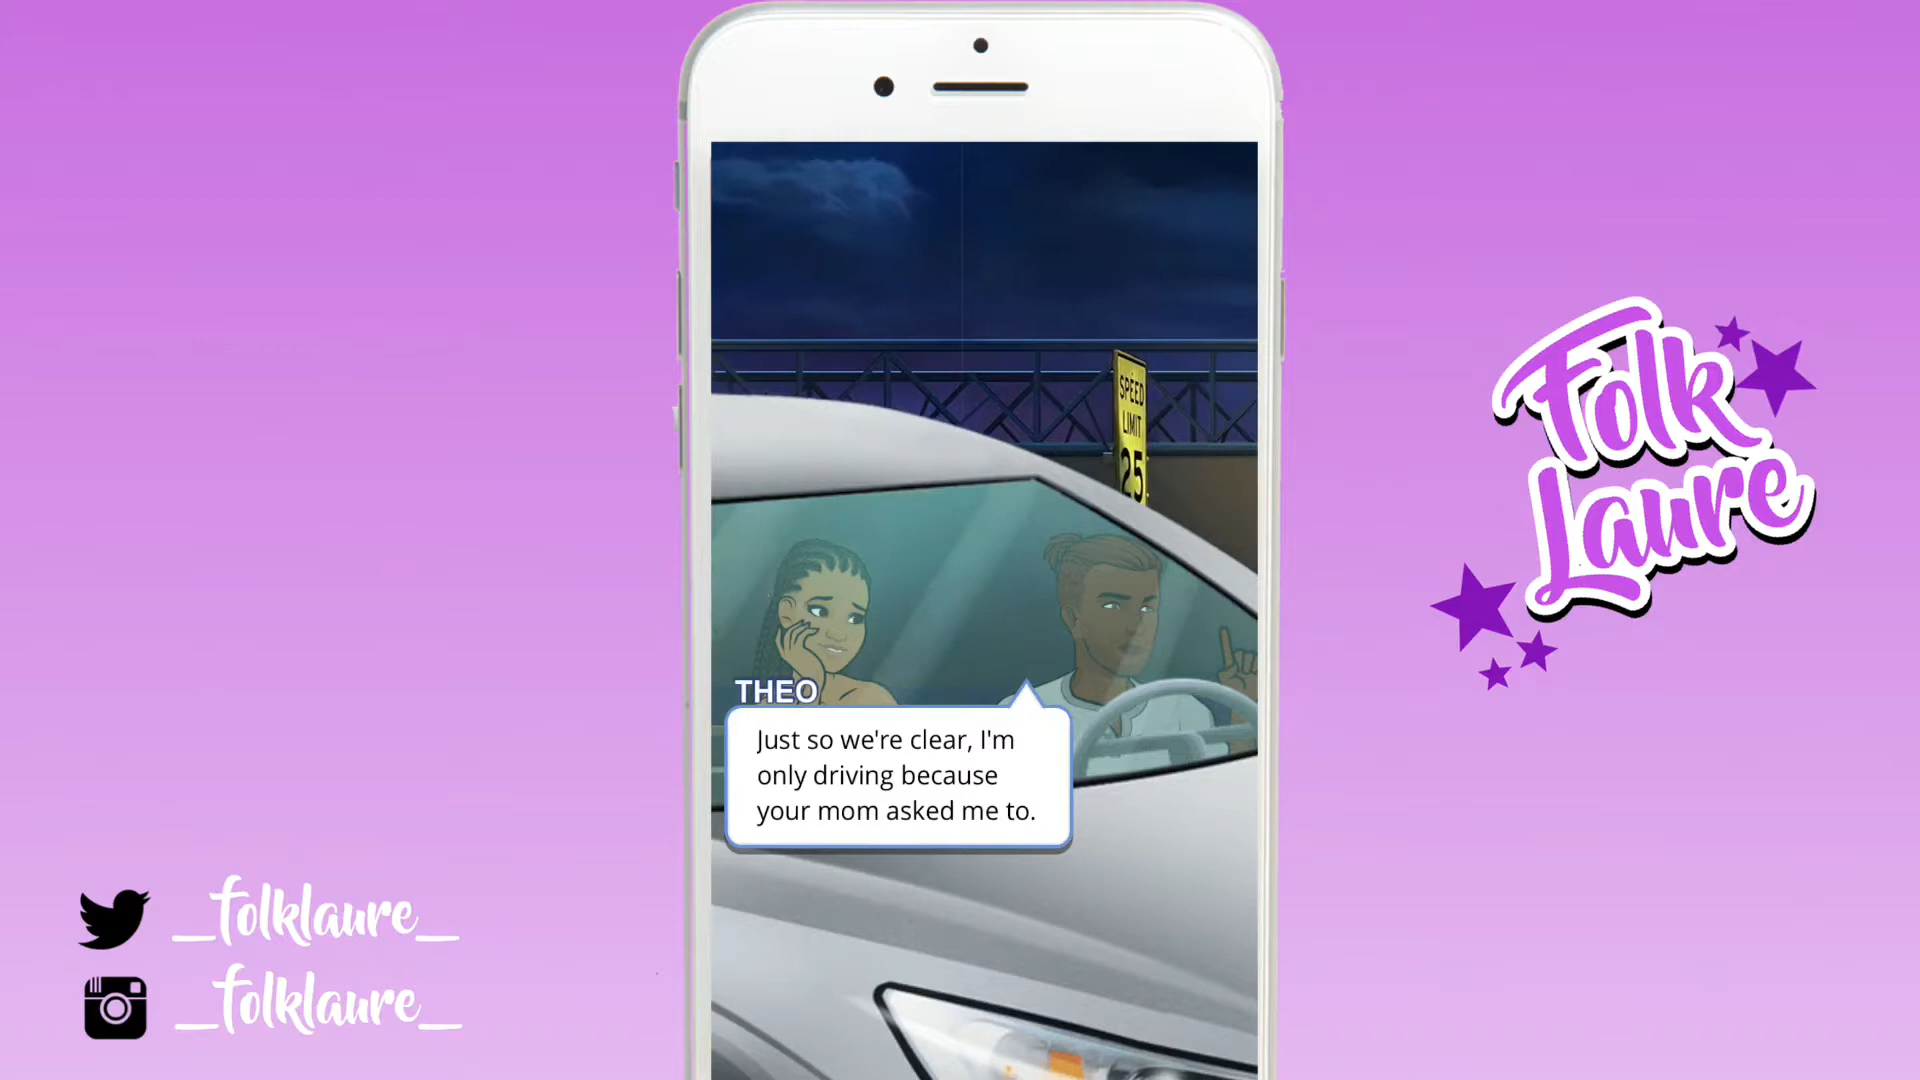 SPEED
LIMIT
25
THEO
Just so we're clear, I'm
only driving because
your mom asked me to.
Folk
Laure
_folklaure_
_folklaure_